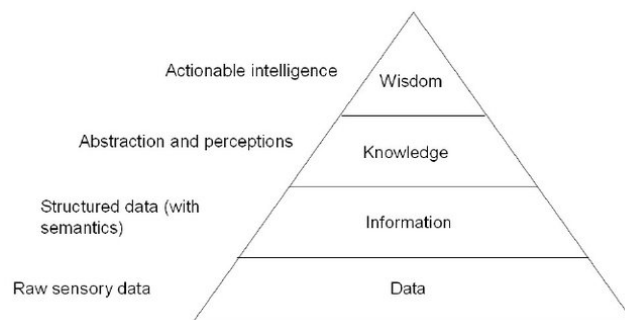 Actionable intelligence
Wisdom
Abstraction and perceptions
Knowledge
Structured data (with
semantics)
Information
Raw sensory data
Data